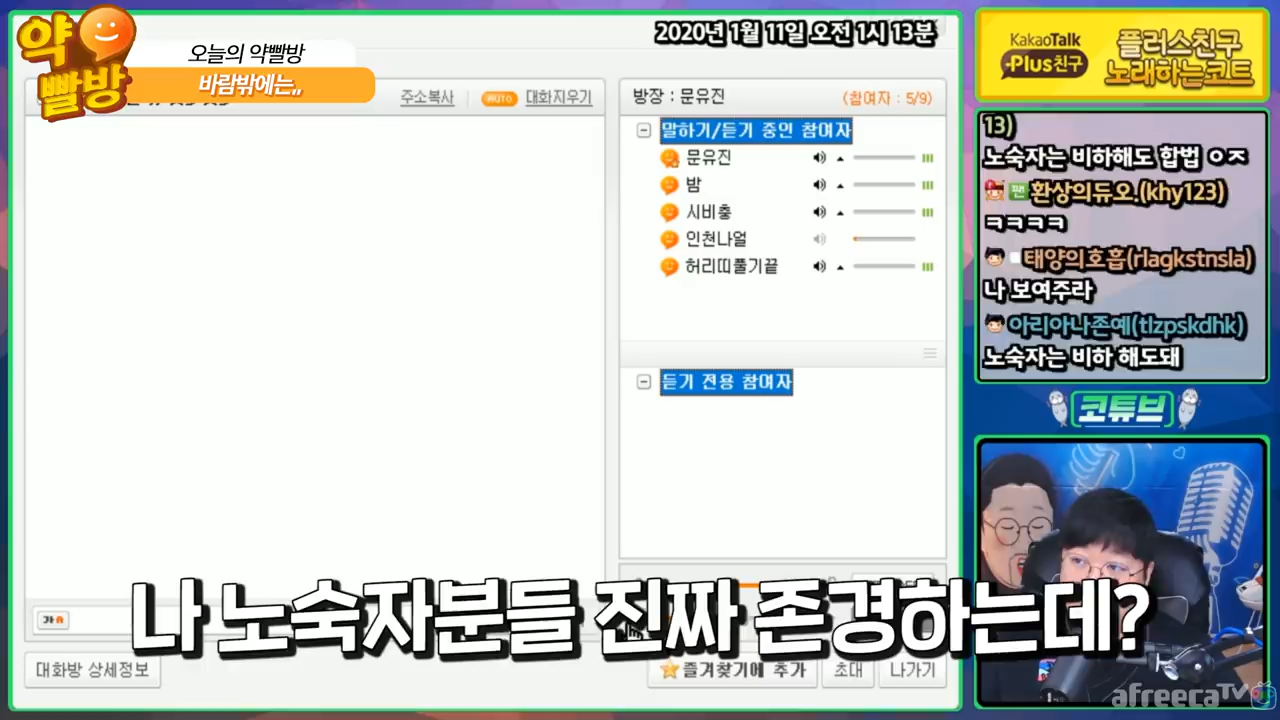 약빨방
오늘의 약빨방
바람밖에는,,
2020년 1월 11일 오전 1시 13분
주소복사
AUTO 대화지우기
방장 : 문유진
(참여자 : 5/9)
말하기/듣기 중인 참여자
문유진
밤
시비충
인천나얼
허리띠풀기끝
듣기 전용 참여자
KakaoTalk
Plus친구
플러스친구
노래하는코트
13)
노숙자는 비하해도 합법 ㅇㅈ
팬 환상의듀오.(khy123)
ㅋㅋㅋㅋ
태양의호흡(rlagkstnsla)
나 보여주라
아리아나존예(tlzpskdhk)
노숙자는 비하 해도돼
코튜브
나 노숙자분들 진짜 존경하는데?
가A
대화방 상세정보
즐겨찾기에 추가
초대
나가기
afreecaTV